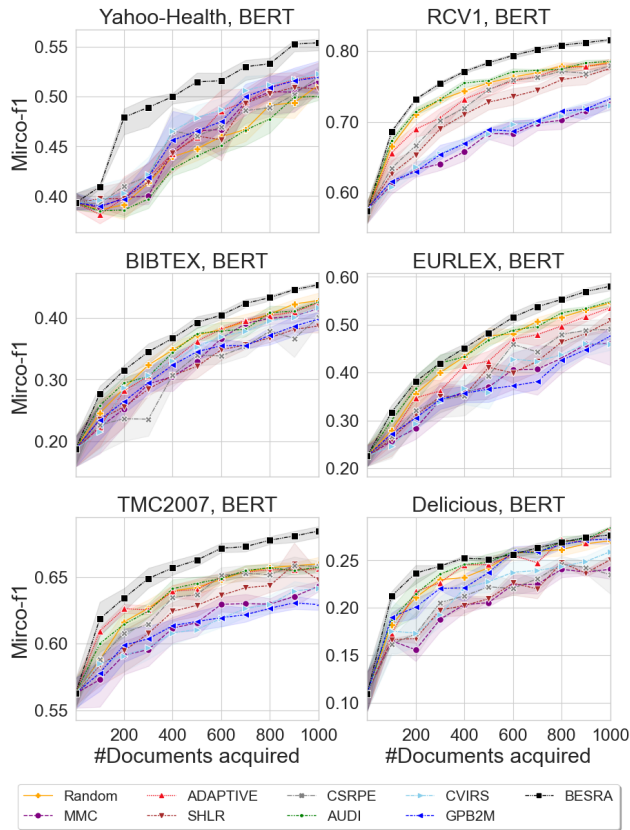 Yahoo-Health, BERT
RCV1, BERT
Mirco-f1
0.55
0.50
0.45
0.40
0.80
0.70
0.60
BIBTEX, BERT
EURLEX, BERT
Mirco-f1
0.40
0.30
0.20
0.60
0.50
0.40
0.30
0.20
TMC2007, BERT
Delicious, BERT
Mirco-f1
0.65
0.60
0.55
0.25
0.20
0.15
0.10
200 400 600 800 1000
200 400 600 800 1000
#Documents acquired
#Documents acquired
Random ADAPTIVE CSRPE CVIRS BESRA
MMC SHLR AUDI GPB2M